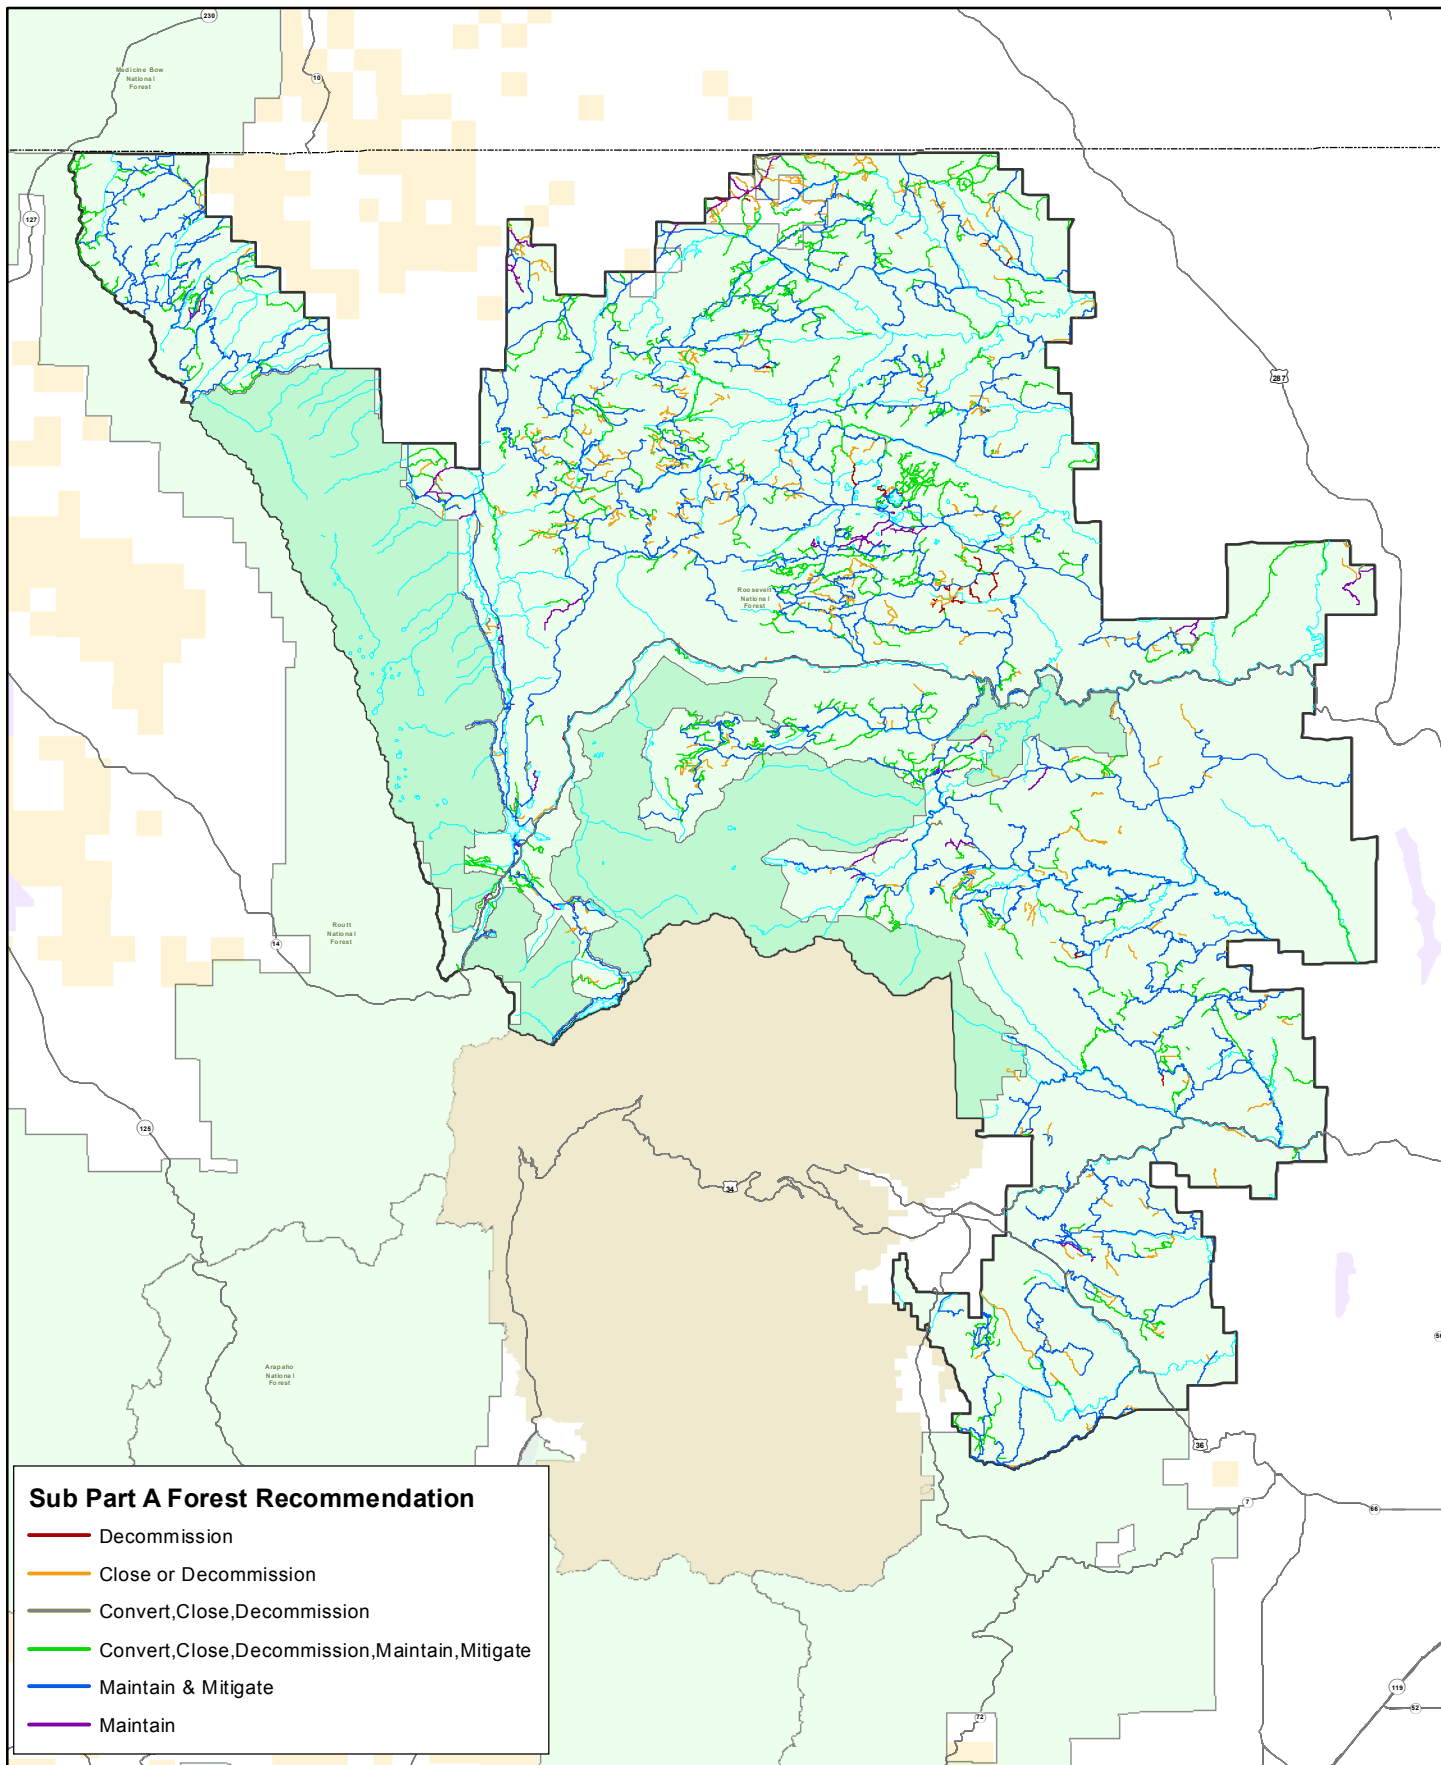 230
Medicine Bow
National
Forest
10
127
287
Roosevelt
National
Forest
Routt
National
Forest
14
125
34
Arapaho
National
Forest
36
7
66
72
119
52
Sub Part A Forest Recommendation
Decommission
Close or Decommission
Convert,Close,Decommission
Convert,Close,Decommission,Maintain,Mitigate
Maintain & Mitigate
Maintain